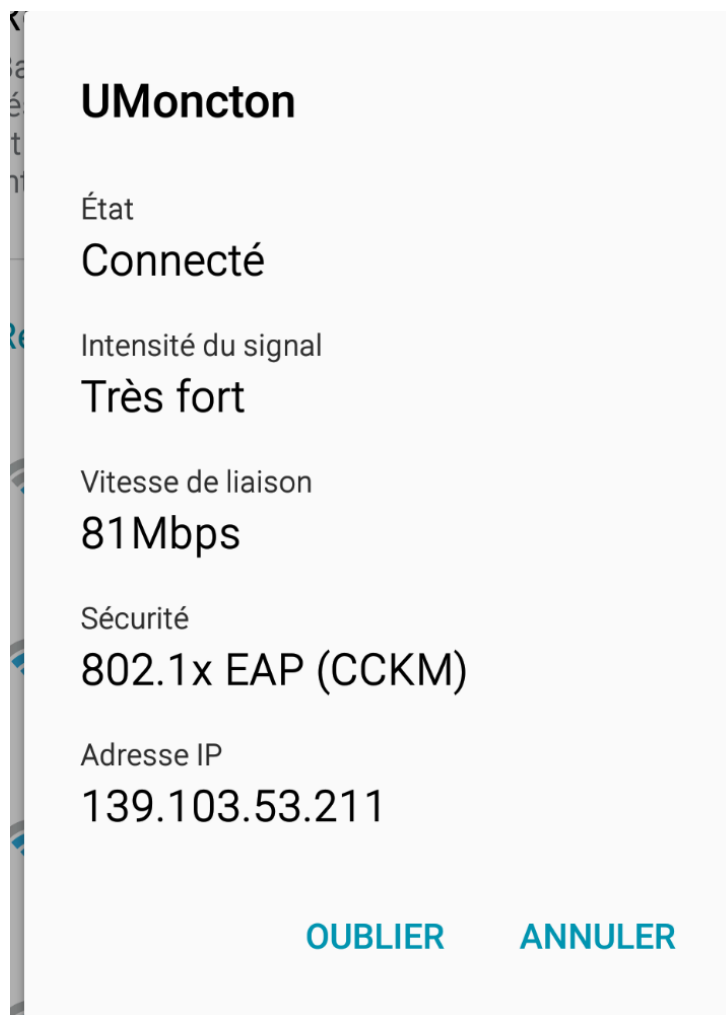 UMoncton
État
Connecté
Intensité du signal
Très fort
Vitesse de liaison
81Mbps
Sécurité
802.1x EAP (CCKM)
Adresse IP
139.103.53.211
OUBLIER ANNULER